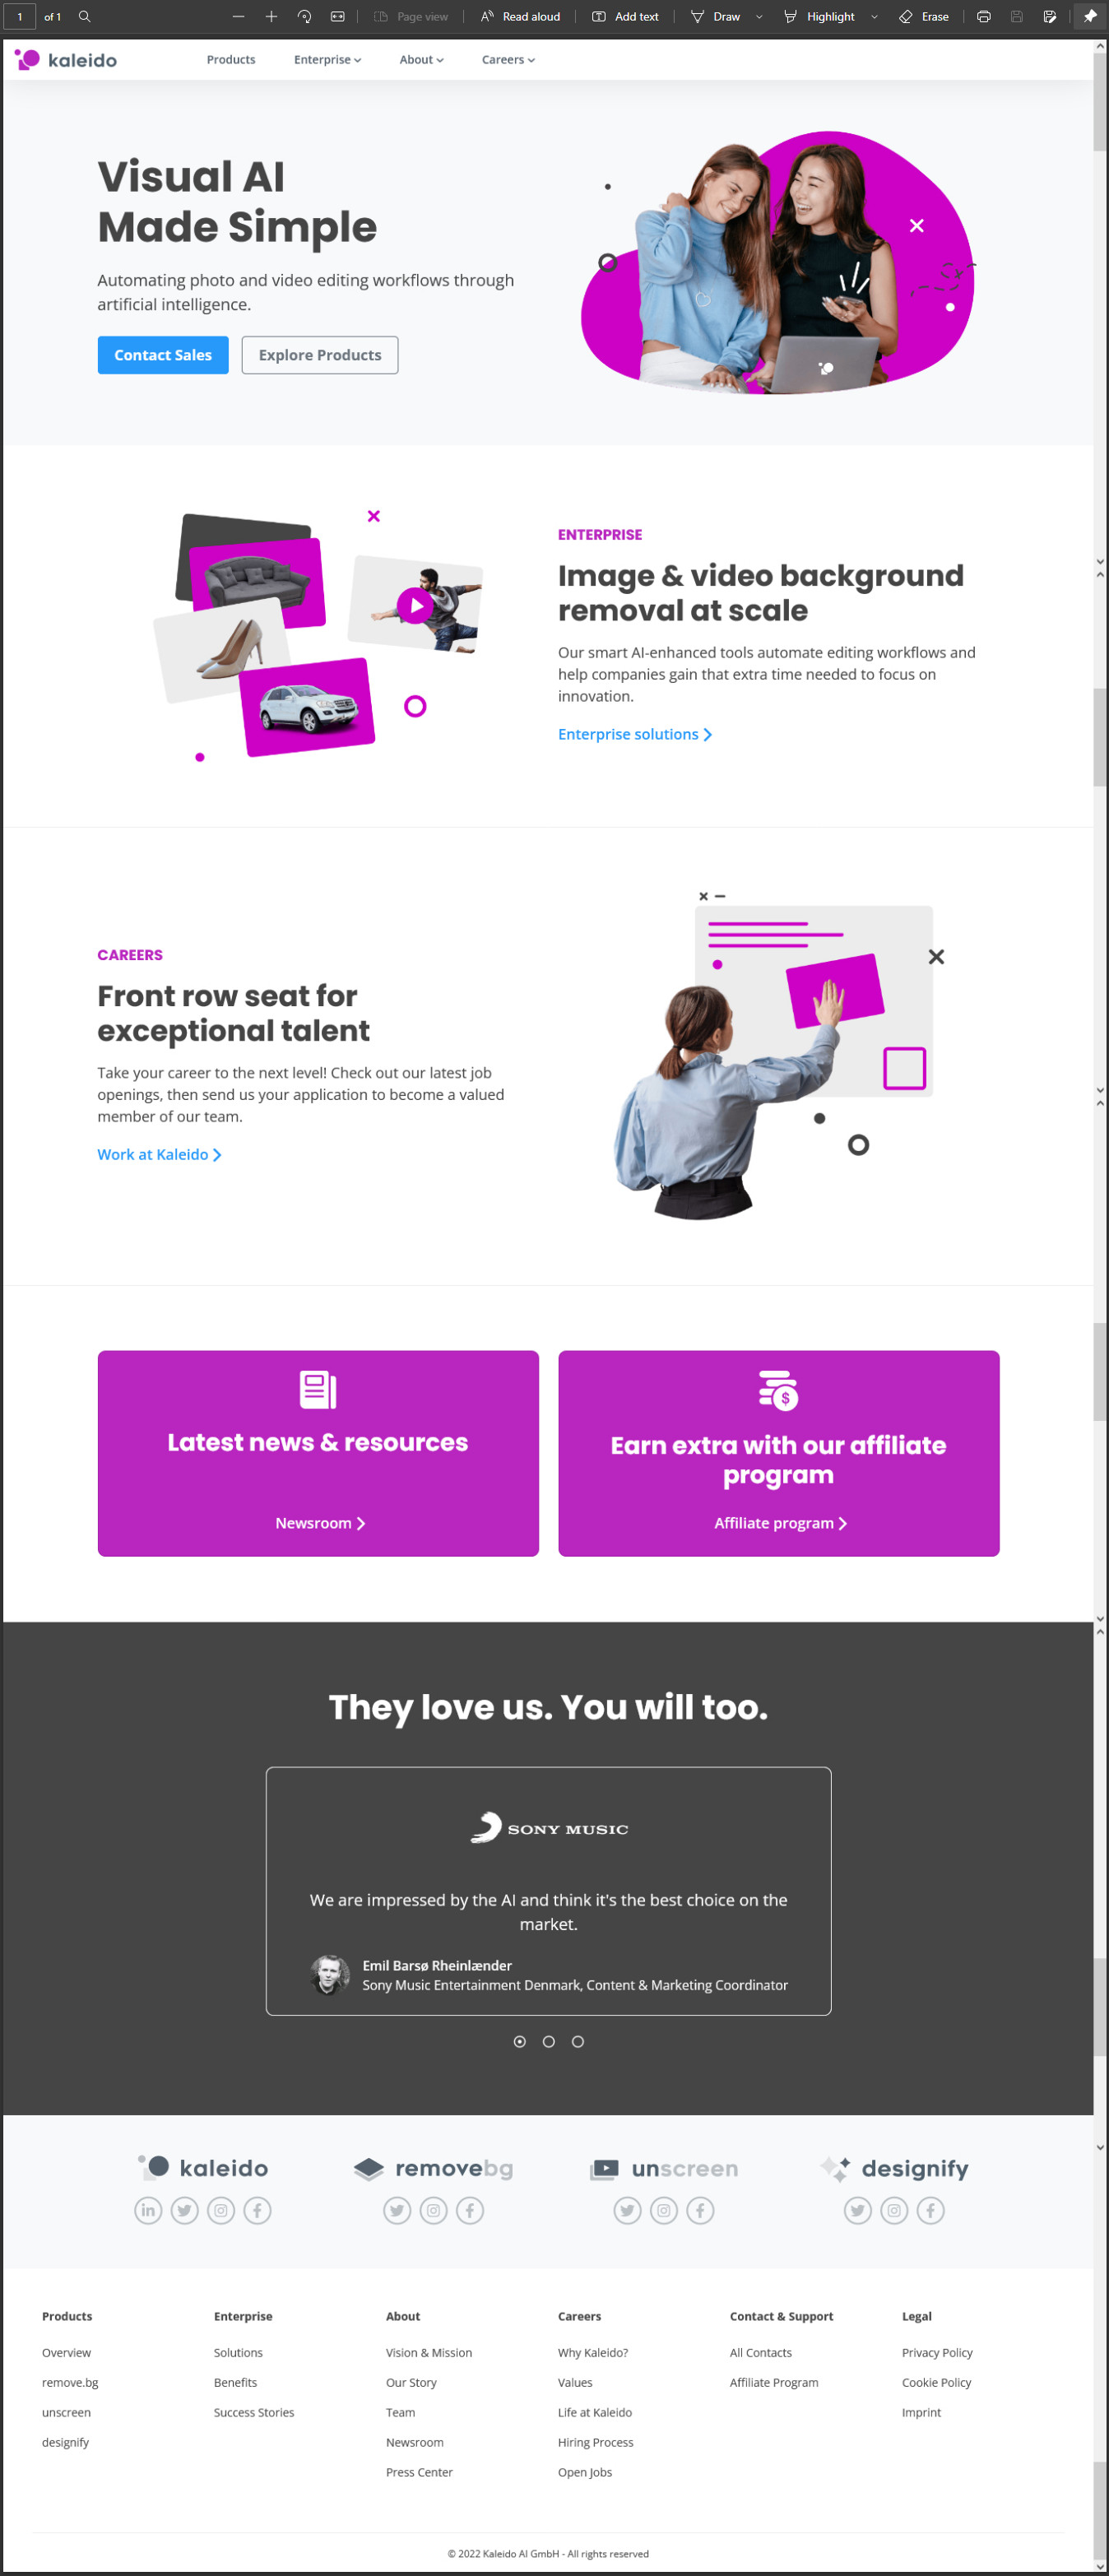 1 of 1 Page view Read aloud Add text Draw Highlight Erase
kaleido Products Enterprise About Careers
Visual AI
Made Simple
Automating photo and video editing workflows through
artificial intelligence.
Contact Sales Explore Products
ENTERPRISE
Image & video background
removal at scale
Our smart AI-enhanced tools automate editing workflows and
help companies gain that extra time needed to focus on
innovation.
Enterprise solutions
CAREERS
Front row seat for
exceptional talent
Take your career to the next level! Check out our latest job
openings, then send us your application to become a valued
member of our team.
Work at Kaleido
Latest news & resources
Newsroom
Earn extra with our affiliate
program
Affiliate program
They love us. You will too.
SONY MUSIC
We are impressed by the AI and think it's the best choice on the
market.
Emil Barsø Rheinlænder
Sony Music Entertainment Denmark, Content & Marketing Coordinator
kaleido removebg unscreen designify
Products
Overview
remove.bg
unscreen
designify
Enterprise
Solutions
Benefits
Success Stories
About
Vision & Mission
Our Story
Team
Newsroom
Press Center
Careers
Why Kaleido?
Values
Life at Kaleido
Hiring Process
Open Jobs
Contact & Support
All Contacts
Affiliate Program
Legal
Privacy Policy
Cookie Policy
Imprint
© 2022 Kaleido AI GmbH - All rights reserved